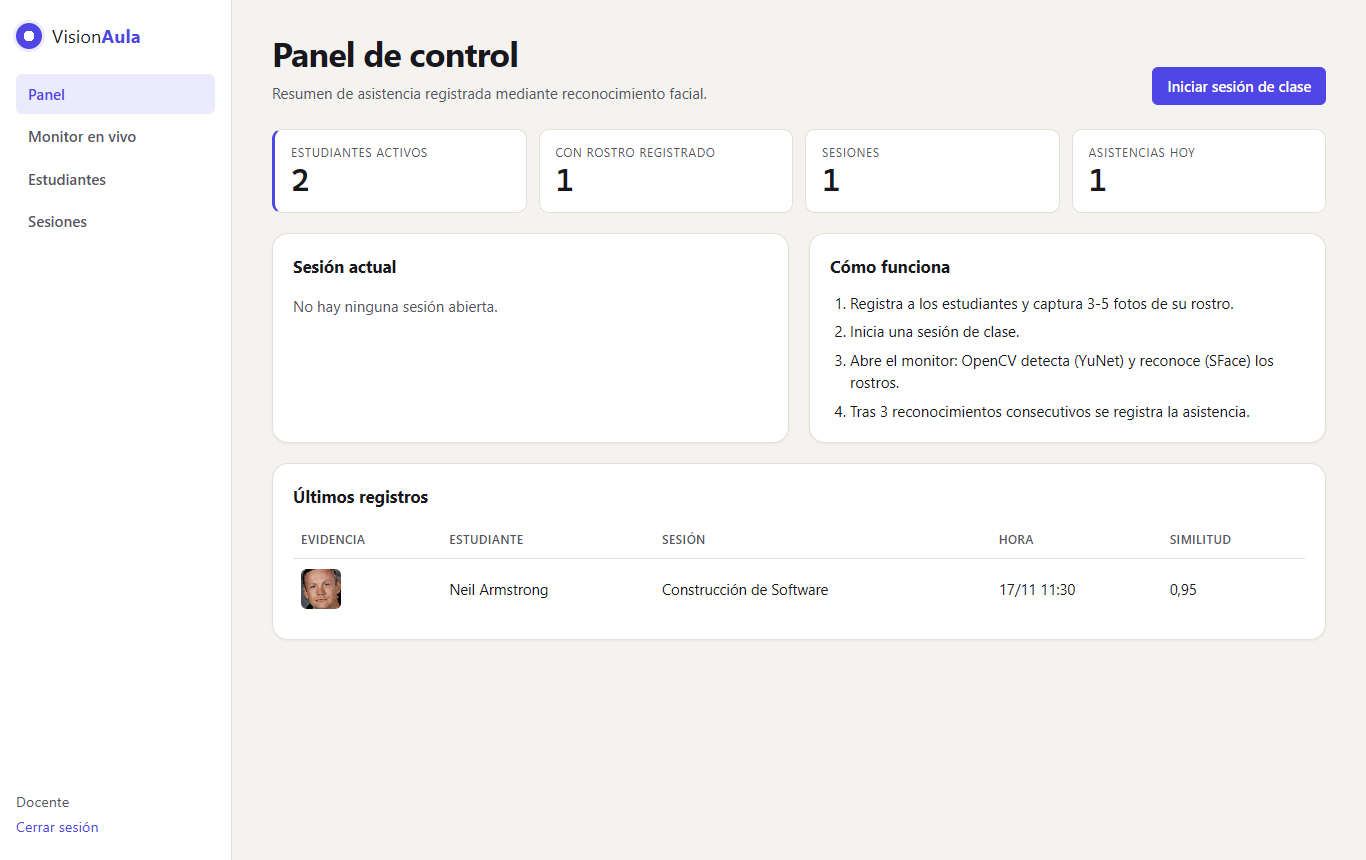 VisionAula
Panel
Monitor en vivo
Estudiantes
Sesiones
Docente
Cerrar sesión
Panel de control
Resumen de asistencia registrada mediante reconocimiento facial.
Iniciar sesión de clase
ESTUDIANTES ACTIVOS
2
CON ROSTRO REGISTRADO
1
SESIONES
1
ASISTENCIAS HOY
1
Sesión actual
No hay ninguna sesión abierta.
Cómo funciona
1. Registra a los estudiantes y captura 3-5 fotos de su rostro.
2. Inicia una sesión de clase.
3. Abre el monitor: OpenCV detecta (YuNet) y reconoce (SFace) los
rostros.
4. Tras 3 reconocimientos consecutivos se registra la asistencia.
Últimos registros
EVIDENCIA ESTUDIANTE SESIÓN HORA SIMILITUD
Neil Armstrong Construcción de Software 17/11 11:30 0,95